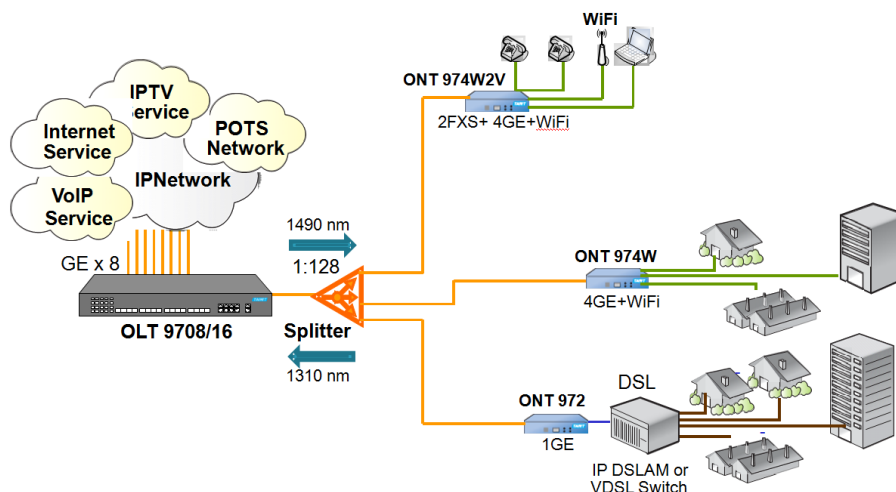 IPTV
Service
Internet
Service
POTS
Network
IPNetwork
VoIP
Service
GE x 8
OLT 9708/16
1490 nm
1:128
Splitter
1310 nm
WiFi
ONT 974W2V
2FXS+ 4GE+WiFi
ONT 974W
4GE+WiFi
ONT 972
1GE
DSL
IP DSLAM or
VDSL Switch